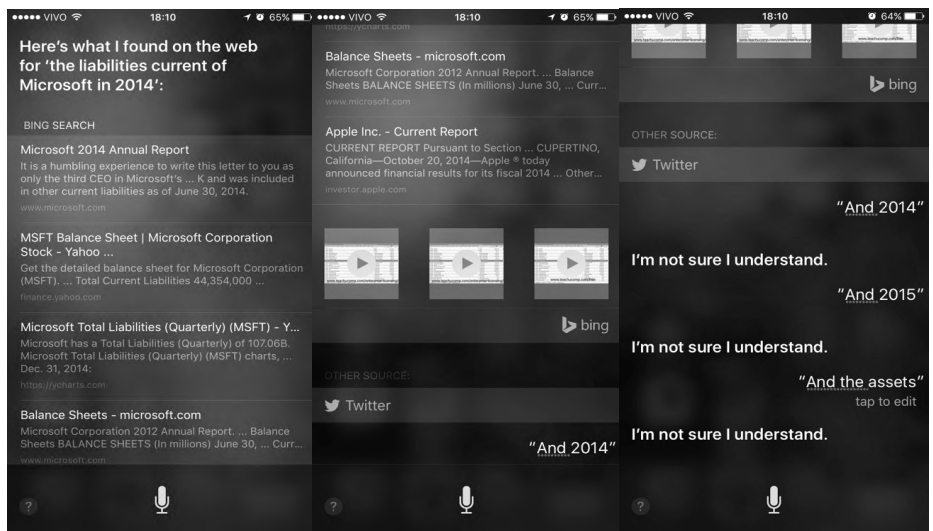 ●●●●● VIVO 18:10 65%
Here's what I found on the web
for 'the liabilities current of
Microsoft in 2014':
BING SEARCH
Microsoft 2014 Annual Report
It is a humbling experience to write this letter to you as
only the third CEO in Microsoft's ... K and was included
in other current liabilities as of June 30, 2014.
www.microsoft.com
MSFT Balance Sheet | Microsoft Corporation
Stock - Yahoo ...
Get the detailed balance sheet for Microsoft Corporation
(MSFT). ... Total Current Liabilities 44,354,000 ...
finance.yahoo.com
Microsoft Total Liabilities (Quarterly) (MSFT) - Y...
Microsoft has a Total Liabilities (Quarterly) of 107.06B.
Microsoft Total Liabilities (Quarterly) (MSFT) charts, ...
Dec. 31, 2014:
https://ycharts.com
Balance Sheets - microsoft.com
Microsoft Corporation 2012 Annual Report. ... Balance
Sheets BALANCE SHEETS (In millions) June 30, ... Curr...
www.microsoft.com
?
●●●●● VIVO 18:10 65%
https://ycharts.com
Balance Sheets - microsoft.com
Microsoft Corporation 2012 Annual Report. ... Balance
Sheets BALANCE SHEETS (In millions) June 30, ... Curr...
www.microsoft.com
Apple Inc. - Current Report
CURRENT REPORT Pursuant to Section ... CUPERTINO,
California—October 20, 2014—Apple ® today
announced financial results for its fiscal 2014 ... Other...
investor.apple.com
bing
OTHER SOURCE:
Twitter
"And 2014"
?
●●●●● VIVO 18:10 64%
bing
OTHER SOURCE:
Twitter
"And 2014"
I'm not sure I understand.
"And 2015"
I'm not sure I understand.
"And the assets"
tap to edit
I'm not sure I understand.
?